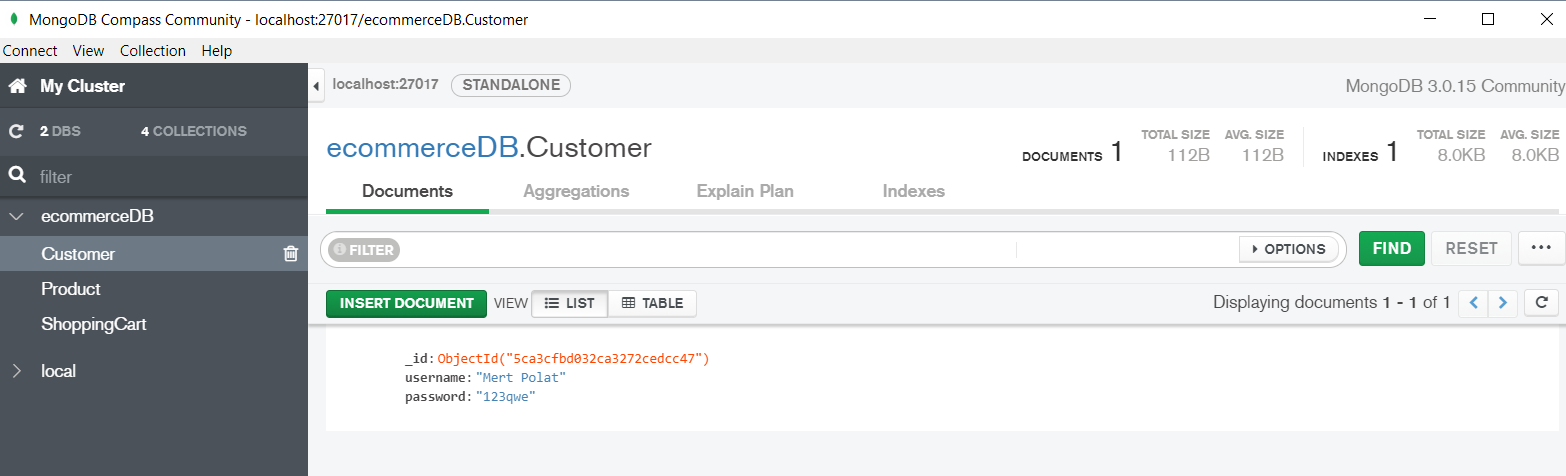 MongoDB Compass Community - localhost:27017/ecommerceDB.Customer
Connect View Collection Help
My Cluster
localhost:27017 STANDALONE
MongoDB 3.0.15 Community
2 DBS 4 COLLECTIONS
filter
ecommerceDB.Customer
DOCUMENTS 1 TOTAL SIZE 112B AVG. SIZE 112B INDEXES 1 TOTAL SIZE 8.0KB AVG. SIZE 8.0KB
Documents Aggregations Explain Plan Indexes
ecommerceDB
Customer
Product
ShoppingCart
local
FILTER OPTIONS FIND RESET ...
INSERT DOCUMENT VIEW LIST TABLE Displaying documents 1 - 1 of 1
_id: ObjectId("5ca3cfbd032ca3272cedcc47")
username: "Mert Polat"
password: "123qwe"